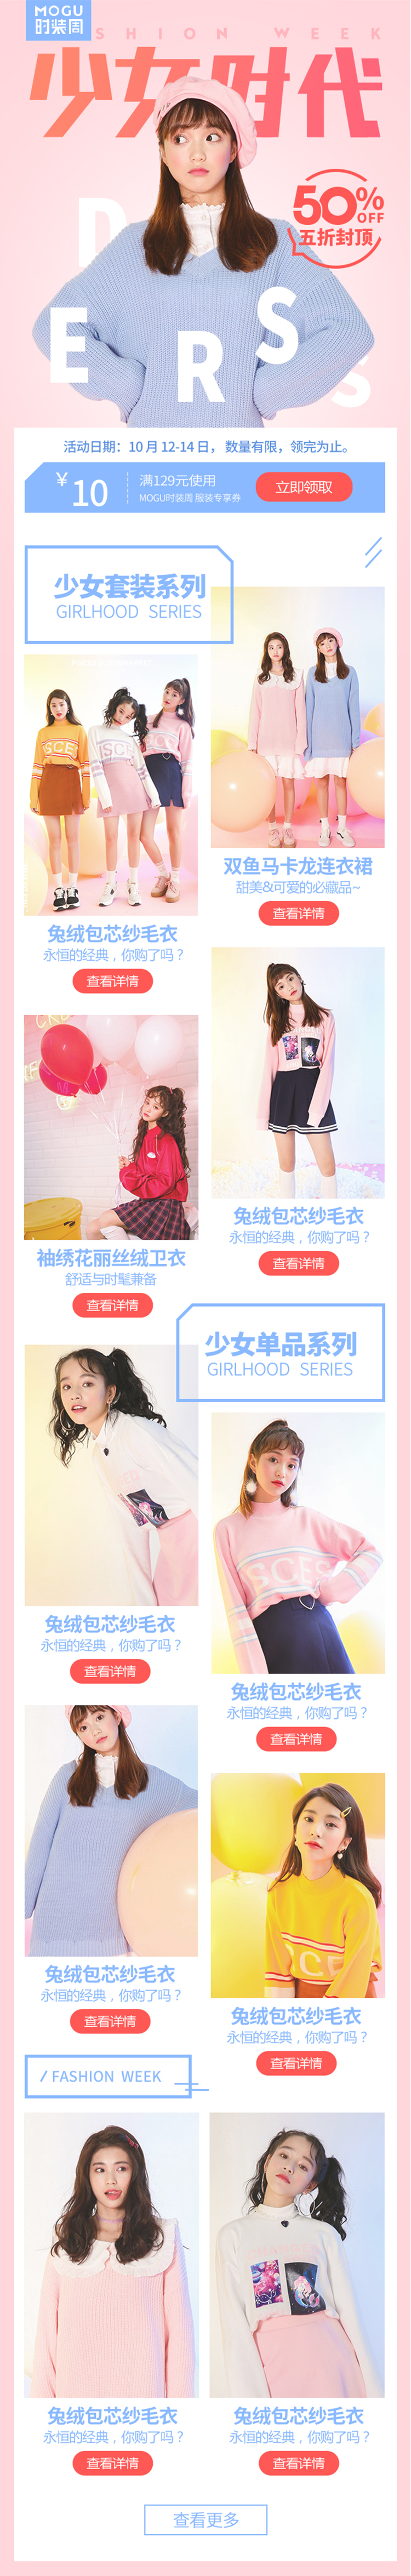 MOGU
时装周
SHION WEEK
少女时代
50%
OFF
五折封顶
D
E R S
S
活动日期：10 月 12-14 日， 数量有限，领完为止。
¥10
满129元使用
MOGU时装周 服装专享券
立即领取
少女套装系列
GIRLHOOD SERIES
双鱼马卡龙连衣裙
甜美&可爱的必藏品~
查看详情
兔绒包芯纱毛衣
永恒的经典，你购了吗？
查看详情
兔绒包芯纱毛衣
永恒的经典，你购了吗？
查看详情
袖绣花丽丝绒卫衣
舒适与时髦兼备
查看详情
少女单品系列
GIRLHOOD SERIES
兔绒包芯纱毛衣
永恒的经典，你购了吗？
查看详情
SCES
兔绒包芯纱毛衣
永恒的经典，你购了吗？
查看详情
兔绒包芯纱毛衣
永恒的经典，你购了吗？
查看详情
兔绒包芯纱毛衣
永恒的经典，你购了吗？
查看详情
/ FASHION WEEK
兔绒包芯纱毛衣
永恒的经典，你购了吗？
查看详情
兔绒包芯纱毛衣
永恒的经典，你购了吗？
查看详情
查看更多